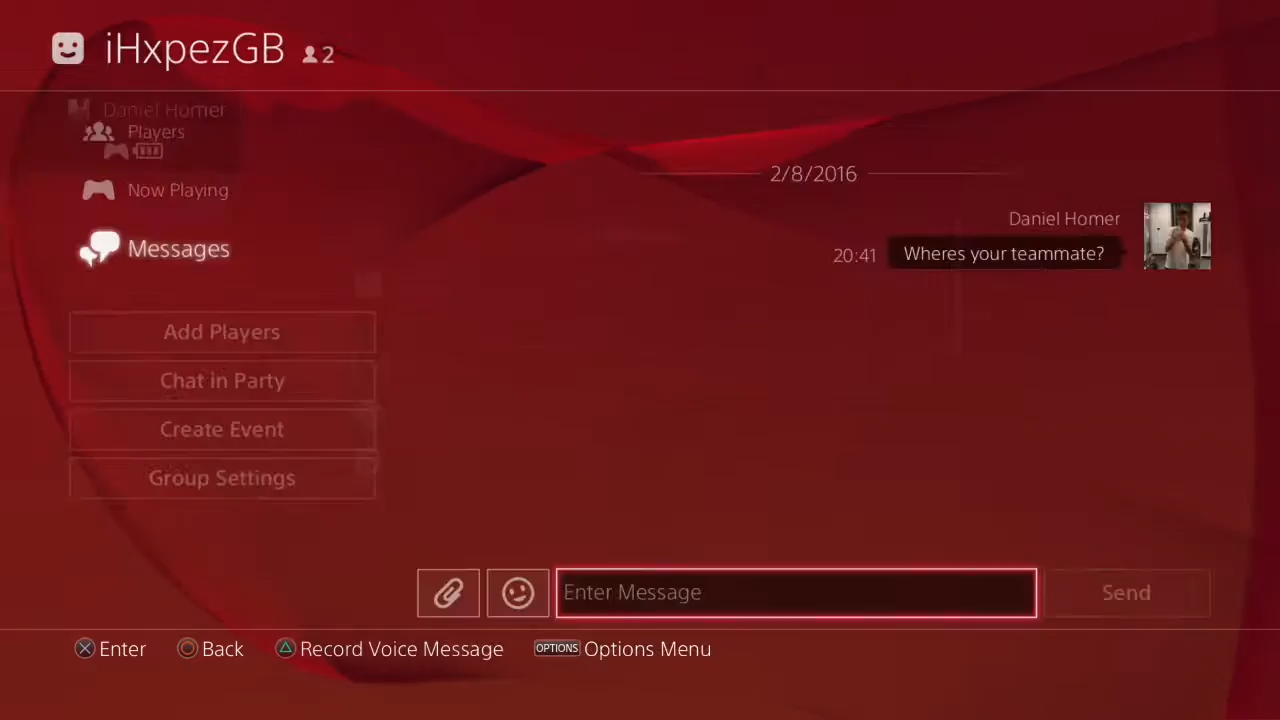 iHxpezGB 2
Daniel Homer
Players
Now Playing
Messages
Add Players
Chat in Party
Create Event
Group Settings
2/8/2016
Daniel Homer
20:41 Wheres your teammate?
Enter Message
Send
Enter Back Record Voice Message OPTIONS Options Menu